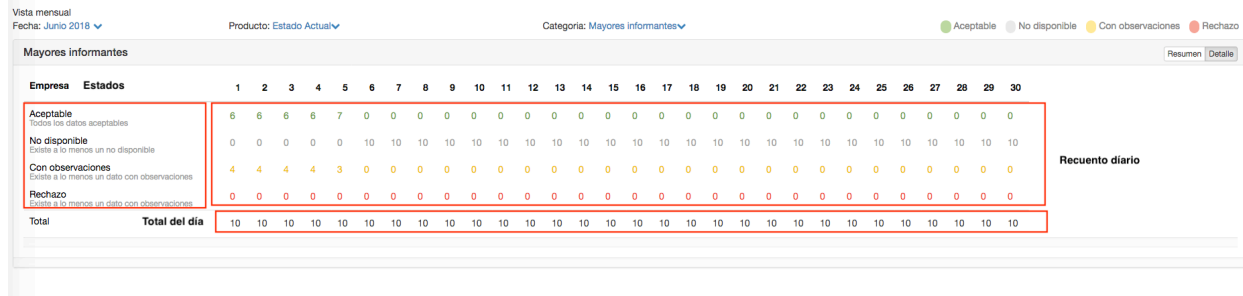 Vista mensual
Fecha: Junio 2018 Producto: Estado Actual Categoria: Mayores informantes Aceptable No disponible Con observaciones Rechazo
Mayores informantes Resumen Detalle
Empresa Estados 1 2 3 4 5 6 7 8 9 10 11 12 13 14 15 16 17 18 19 20 21 22 23 24 25 26 27 28 29 30
Aceptable 6 6 6 6 7 0 0 0 0 0 0 0 0 0 0 0 0 0 0 0 0 0 0 0 0 0 0 0 0 0
Todos los datos aceptables
No disponible 0 0 0 0 0 10 10 10 10 10 10 10 10 10 10 10 10 10 10 10 10 10 10 10 10 10 10 10 10 10
Existe a lo menos un no disponible
Recuento díario
Con observaciones 4 4 4 4 3 0 0 0 0 0 0 0 0 0 0 0 0 0 0 0 0 0 0 0 0 0 0 0 0 0
Existe a lo menos un dato con observaciones
Rechazo 0 0 0 0 0 0 0 0 0 0 0 0 0 0 0 0 0 0 0 0 0 0 0 0 0 0 0 0 0 0
Existe a lo menos un dato con observaciones
Total Total del día 10 10 10 10 10 10 10 10 10 10 10 10 10 10 10 10 10 10 10 10 10 10 10 10 10 10 10 10 10 10